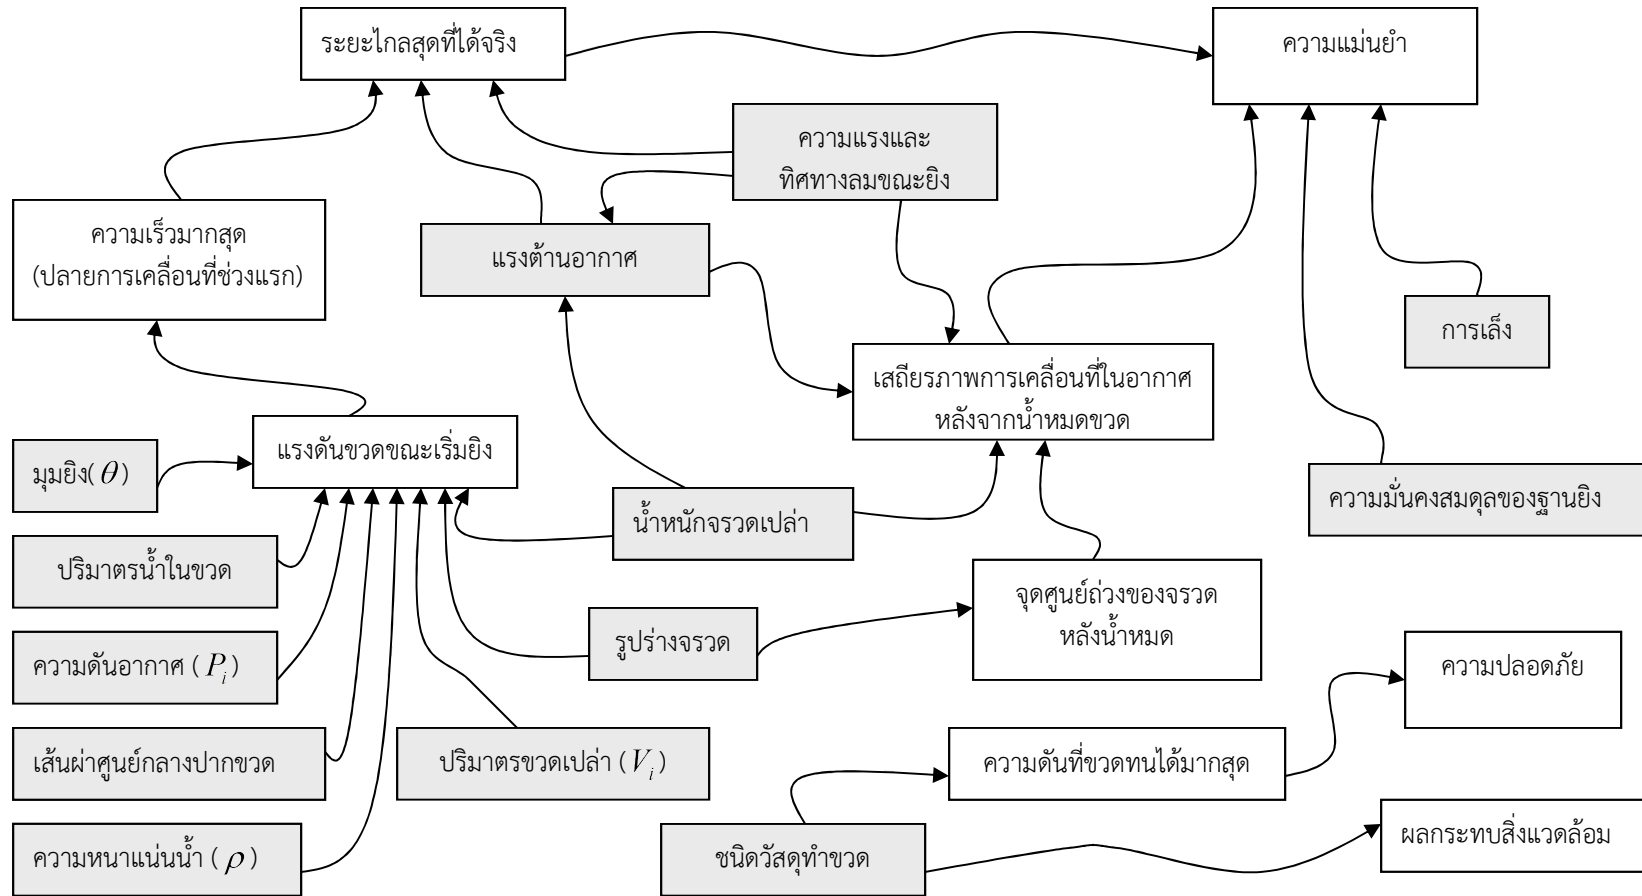 ระยะไกลสุดที่ได้จริง
ความแม่นยำ
ความแรงและ
ทิศทางลมขณะยิง
ความเร็วมากสุด
(ปลายการเคลื่อนที่ช่วงแรก)
แรงต้านอากาศ
การเล็ง
เสถียรภาพการเคลื่อนที่ในอากาศ
หลังจากน้ำหมดขวด
แรงดันขวดขณะเริ่มยิง
มุมยิง(θ)
น้ำหนักจรวดเปล่า
ความมั่นคงสมดุลของฐานยิง
ปริมาตรน้ำในขวด
จุดศูนย์ถ่วงของจรวด
หลังน้ำหมด
รูปร่างจรวด
ความดันอากาศ (P_i)
ความปลอดภัย
เส้นผ่าศูนย์กลางปากขวด
ปริมาตรขวดเปล่า (V_i)
ความดันที่ขวดทนได้มากสุด
ความหนาแน่นน้ำ (ρ)
ชนิดวัสดุทำขวด
ผลกระทบสิ่งแวดล้อม